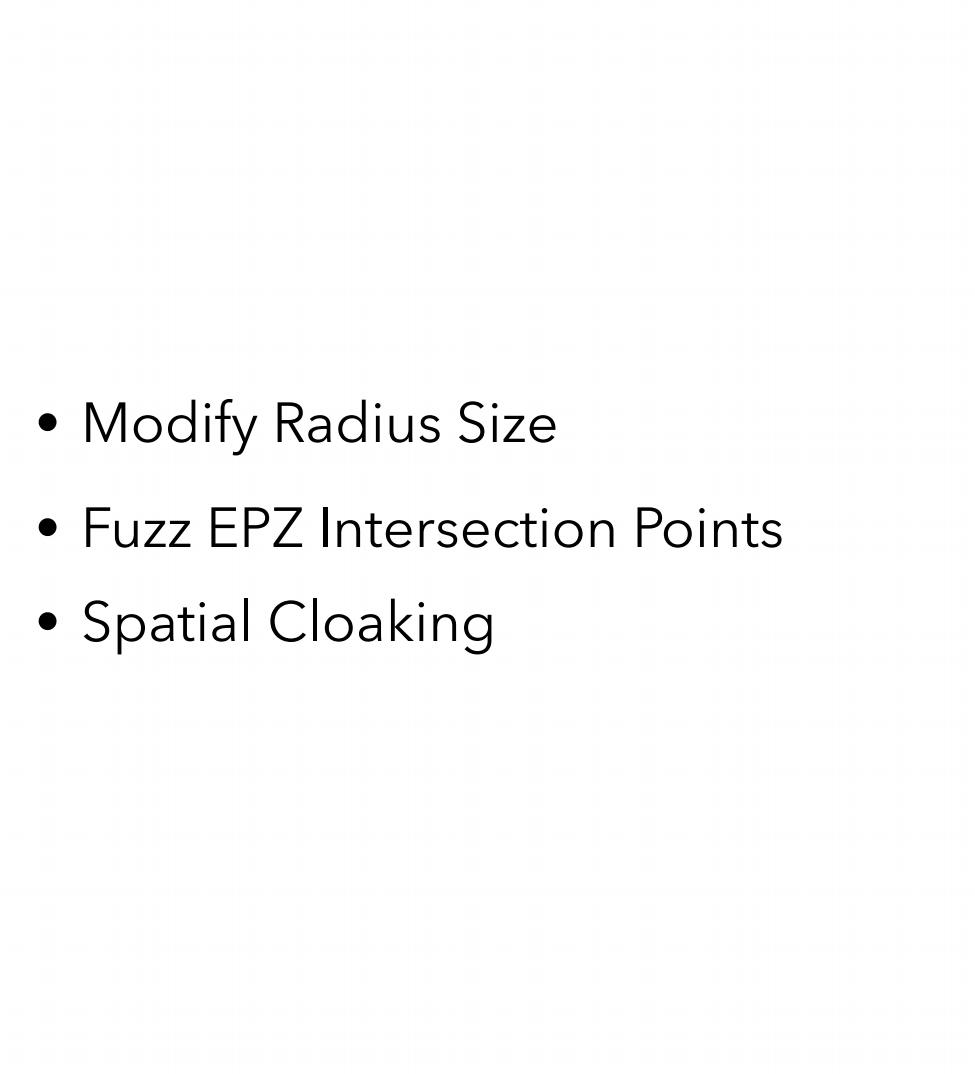 • Modify Radius Size
• Fuzz EPZ Intersection Points
• Spatial Cloaking